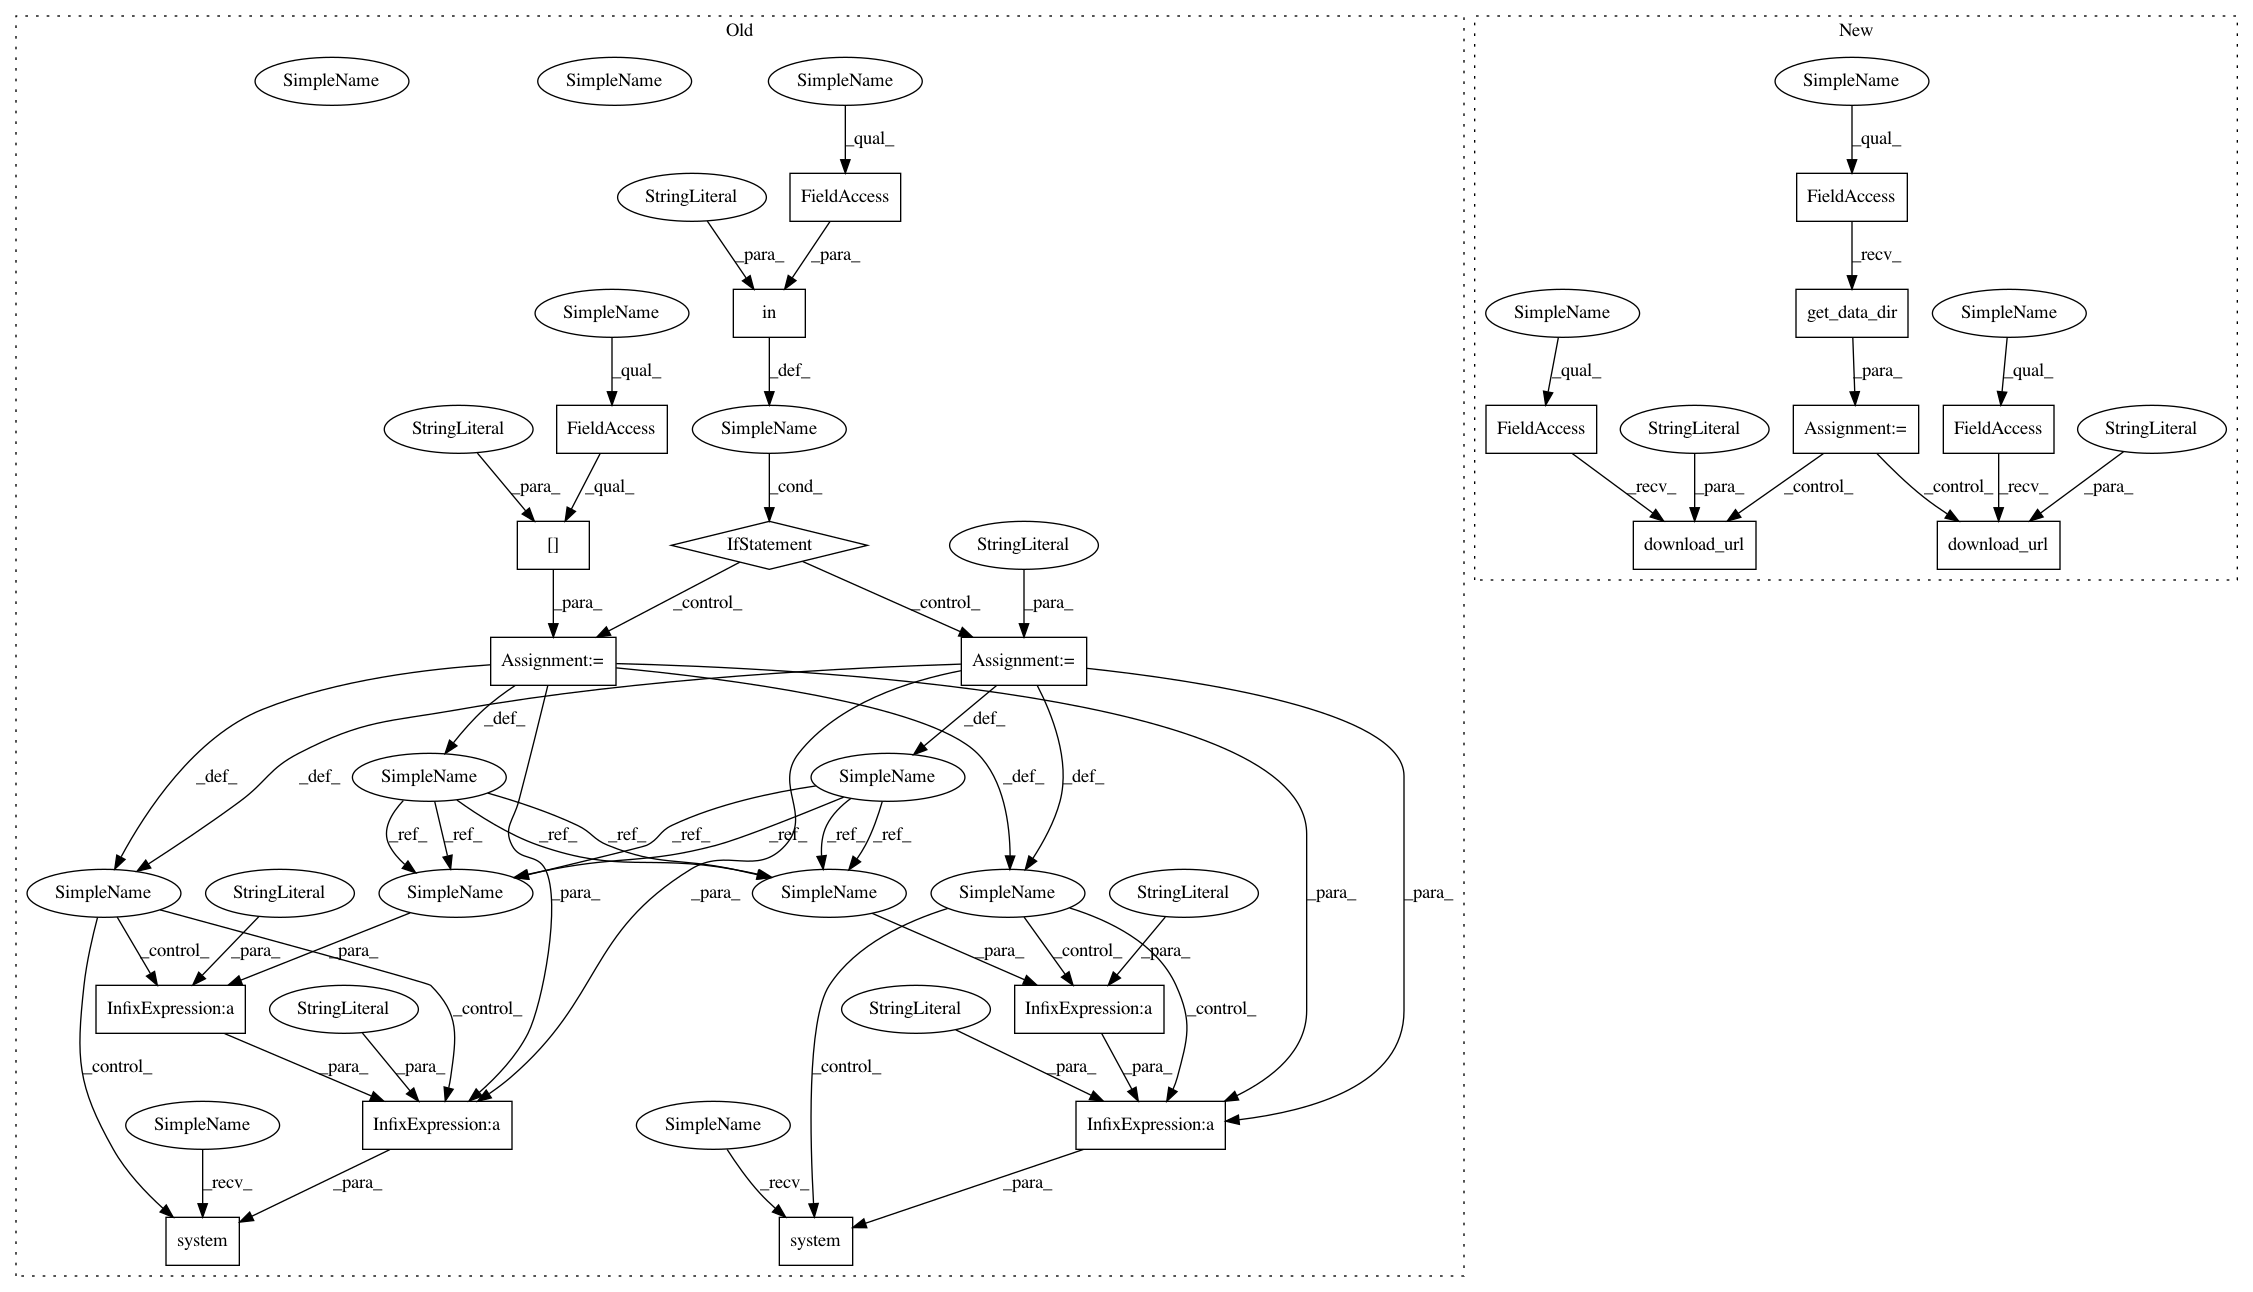 Old
New
SimpleName
SimpleName
SimpleName
SimpleName
_qual_
_qual_
StringLiteral
FieldAccess
FieldAccess
_para_
_para_
_recv_
SimpleName
in
SimpleName
get_data_dir
SimpleName
_qual_
_def_
_qual_
_para_
_qual_
StringLiteral
FieldAccess
SimpleName
FieldAccess
StringLiteral
Assignment:=
FieldAccess
StringLiteral
_para_
_qual_
_cond_
_recv_
_para_
_control_
_control_
_recv_
_para_
[]
IfStatement
StringLiteral
download_url
download_url
_para_
_control_
_control_
_para_
Assignment:=
Assignment:=
_def_
_def_
SimpleName
SimpleName
_def_
_def_
_def_
_def_
_ref_
_ref_
_ref_
_ref_
_ref_
_ref_
_ref_
_ref_
SimpleName
StringLiteral
SimpleName
_para_
_para_
SimpleName
SimpleName
StringLiteral
_para_
_para_
_control_
_para_
_para_
_para_
_control_
_para_
InfixExpression:a
StringLiteral
_control_
StringLiteral
InfixExpression:a
_control_
_control_
_para_
_para_
_control_
_para_
_para_
SimpleName
InfixExpression:a
SimpleName
InfixExpression:a
_recv_
_para_
_recv_
_para_
system
system